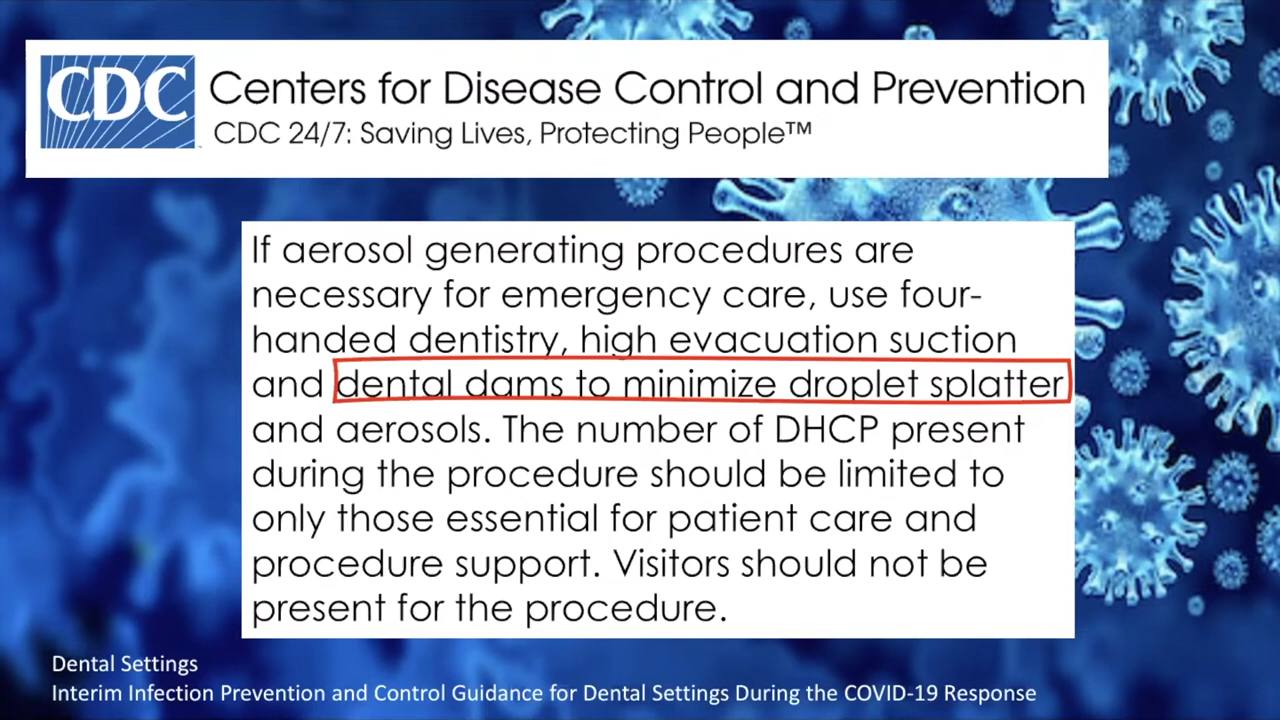 CDC
Centers for Disease Control and Prevention
CDC 24/7: Saving Lives, Protecting People™
If aerosol generating procedures are
necessary for emergency care, use four-
handed dentistry, high evacuation suction
and dental dams to minimize droplet splatter
and aerosols. The number of DHCP present
during the procedure should be limited to
only those essential for patient care and
procedure support. Visitors should not be
present for the procedure.
Dental Settings
Interim Infection Prevention and Control Guidance for Dental Settings During the COVID-19 Response